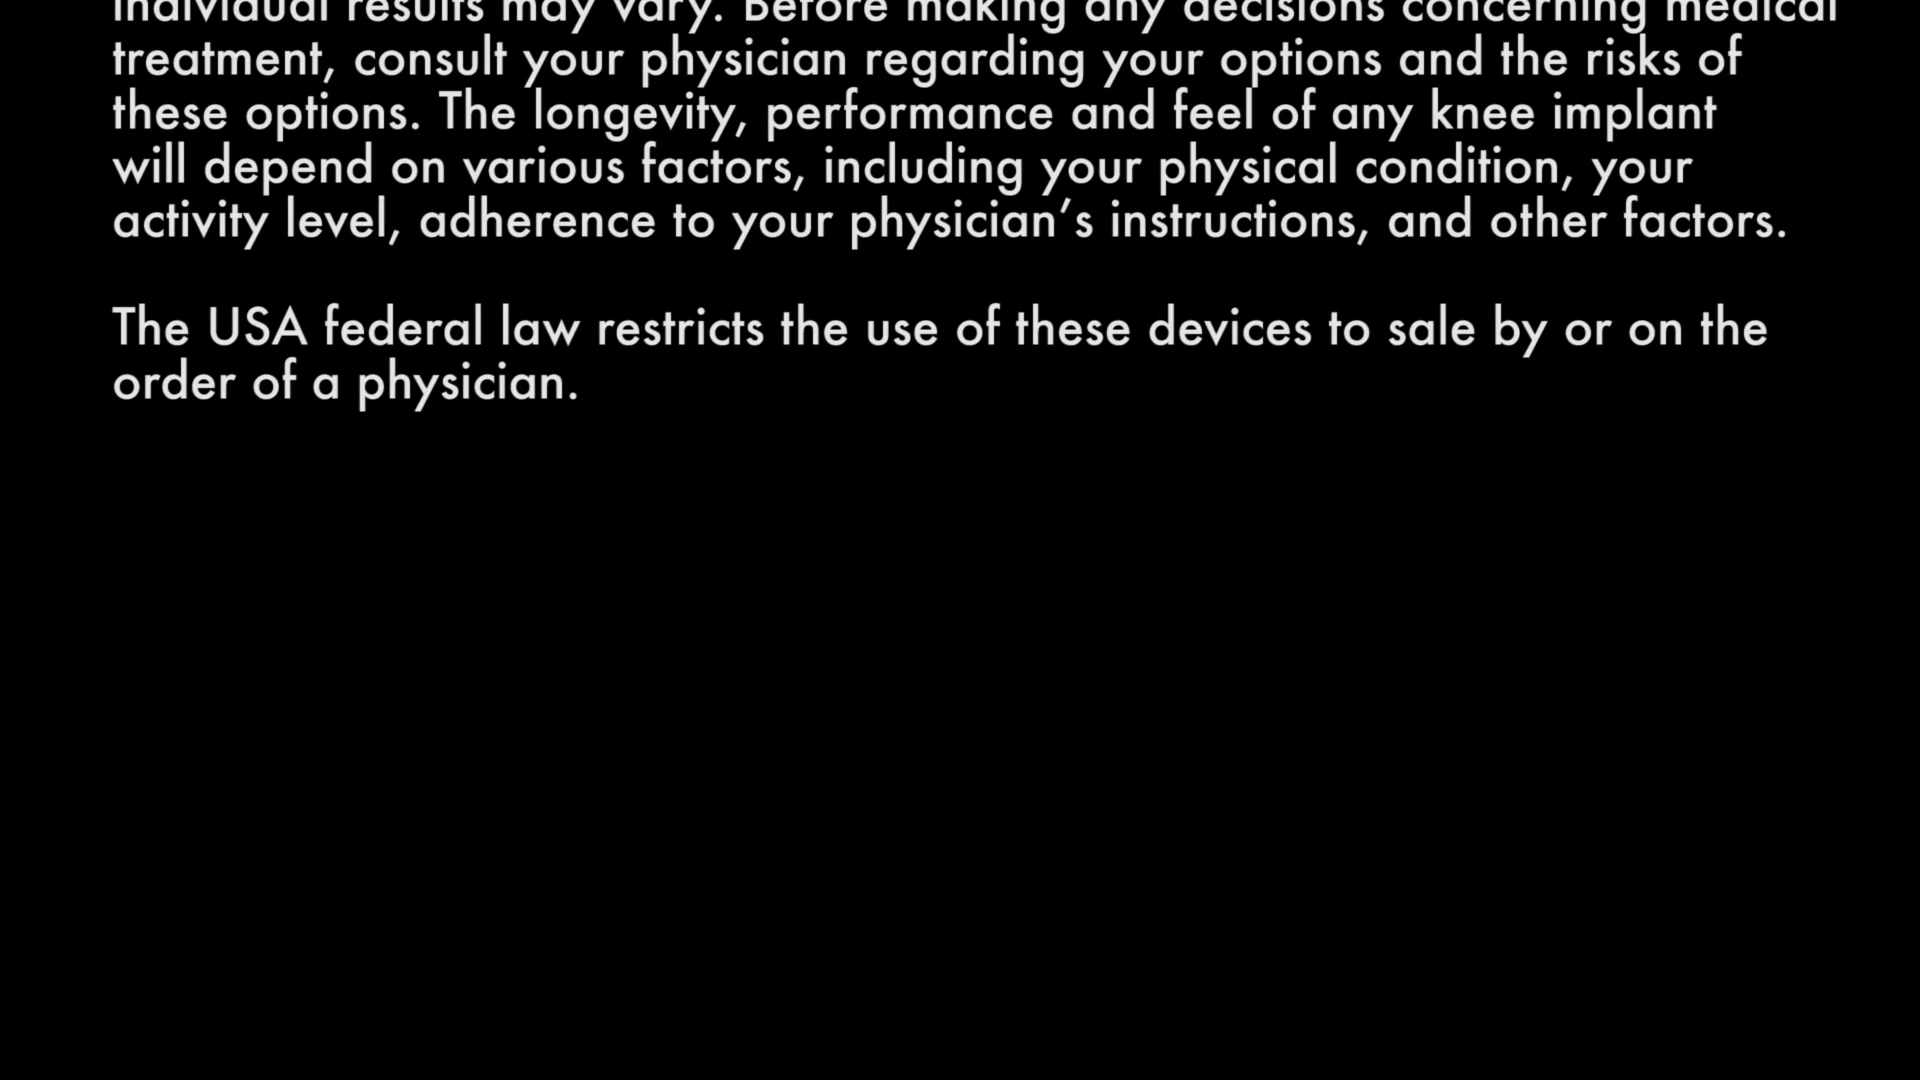 Individual results may vary. Before making any decisions concerning medical
treatment, consult your physician regarding your options and the risks of
these options. The longevity, performance and feel of any knee implant
will depend on various factors, including your physical condition, your
activity level, adherence to your physician’s instructions, and other factors.
The USA federal law restricts the use of these devices to sale by or on the
order of a physician.